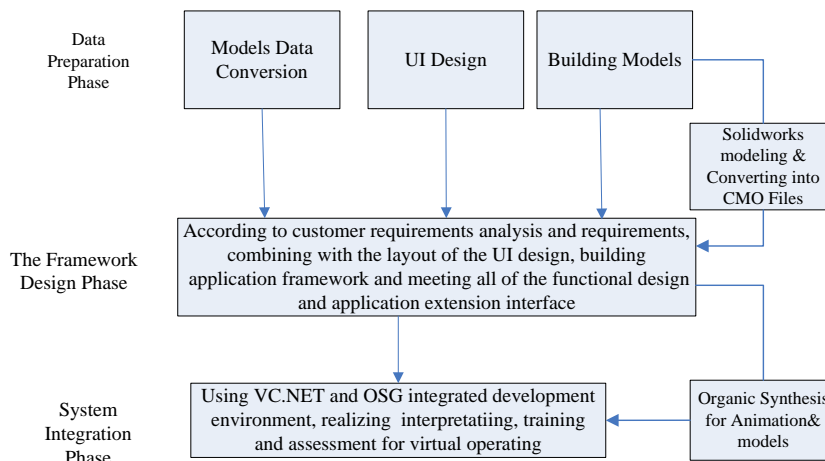 Data
Preparation
Phase
Models Data
Conversion
UI Design
Building Models
Solidworks
modeling &
Converting into
CMO Files
The Framework
Design Phase
According to customer requirements analysis and requirements,
combining with the layout of the UI design, building
application framework and meeting all of the functional design
and application extension interface
System
Integration
Phase
Using VC.NET and OSG integrated development
environment, realizing interpretatiing, training
and assessment for virtual operating
Organic Synthesis
for Animation&
models